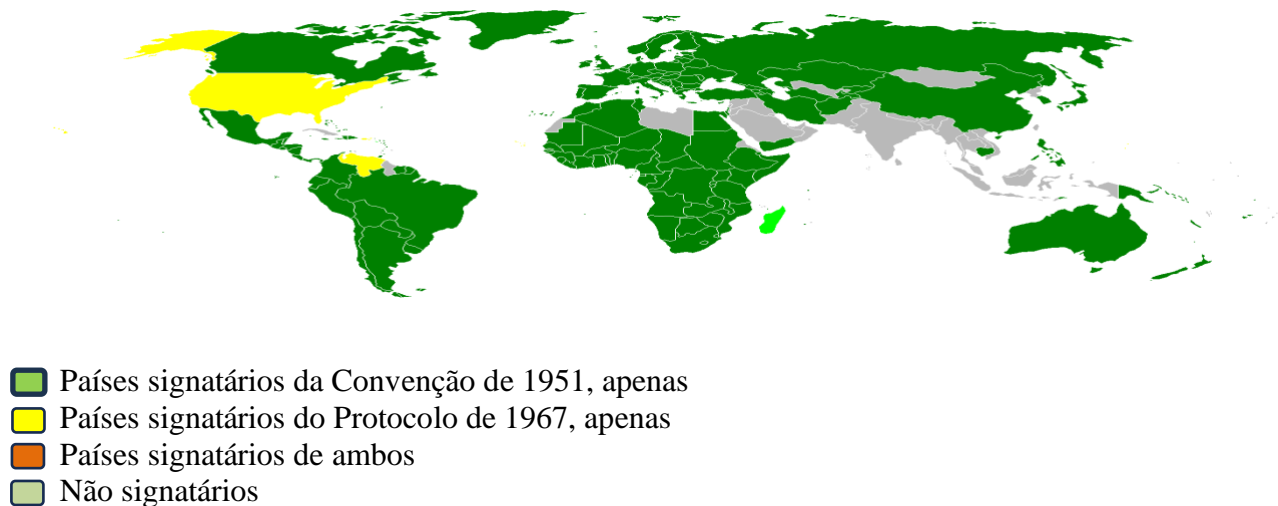 Países signatários da Convenção de 1951, apenas
Países signatários do Protocolo de 1967, apenas
Países signatários de ambos
Não signatários